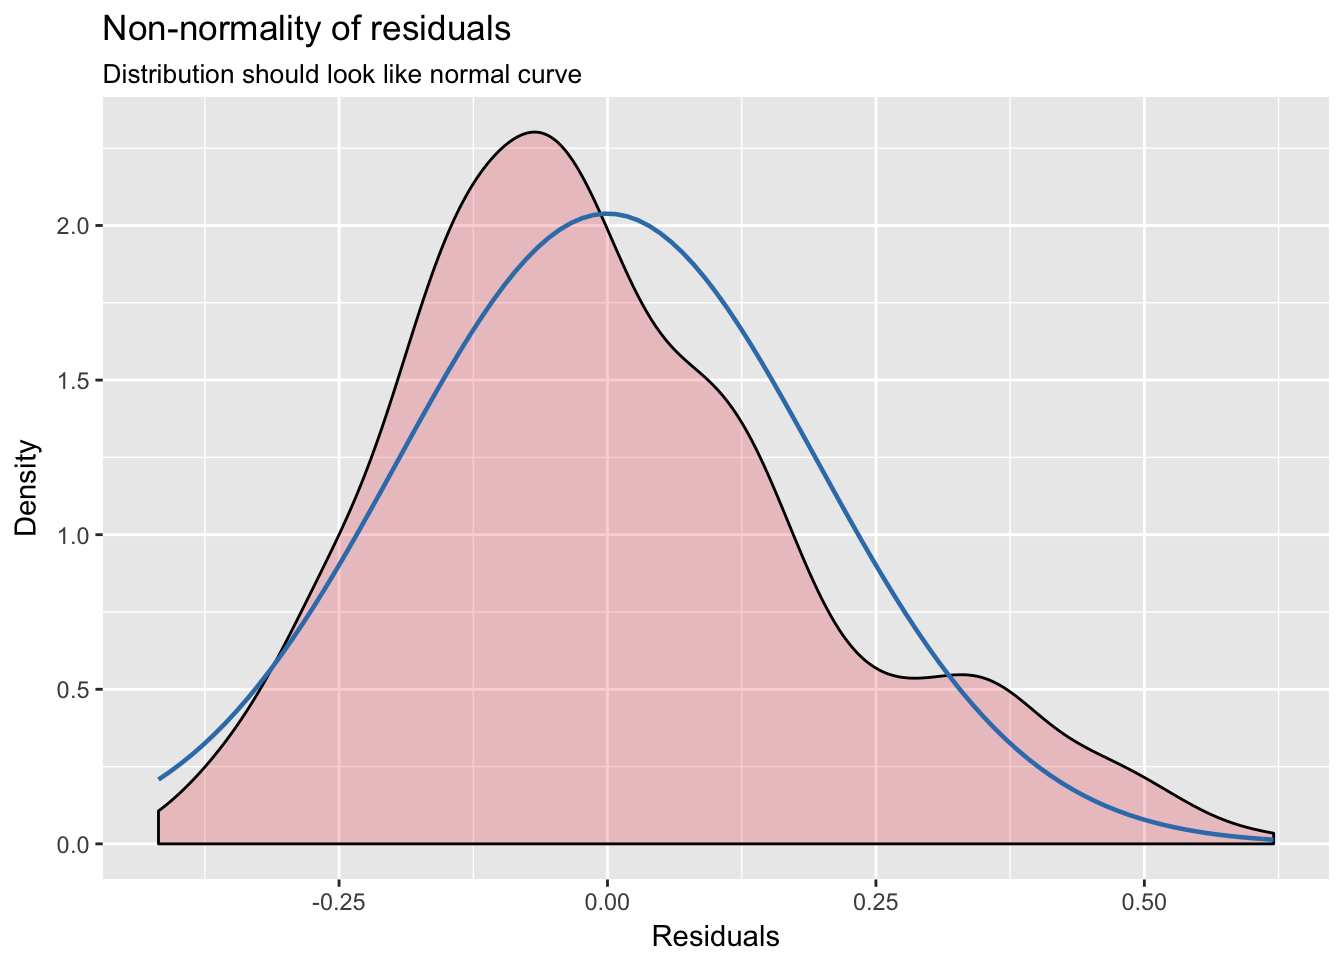 Non-normality of residuals
Distribution should look like normal curve
2.0
1.5
1.0
0.5
0.0
Density
-0.25 0.00 0.25 0.50
Residuals